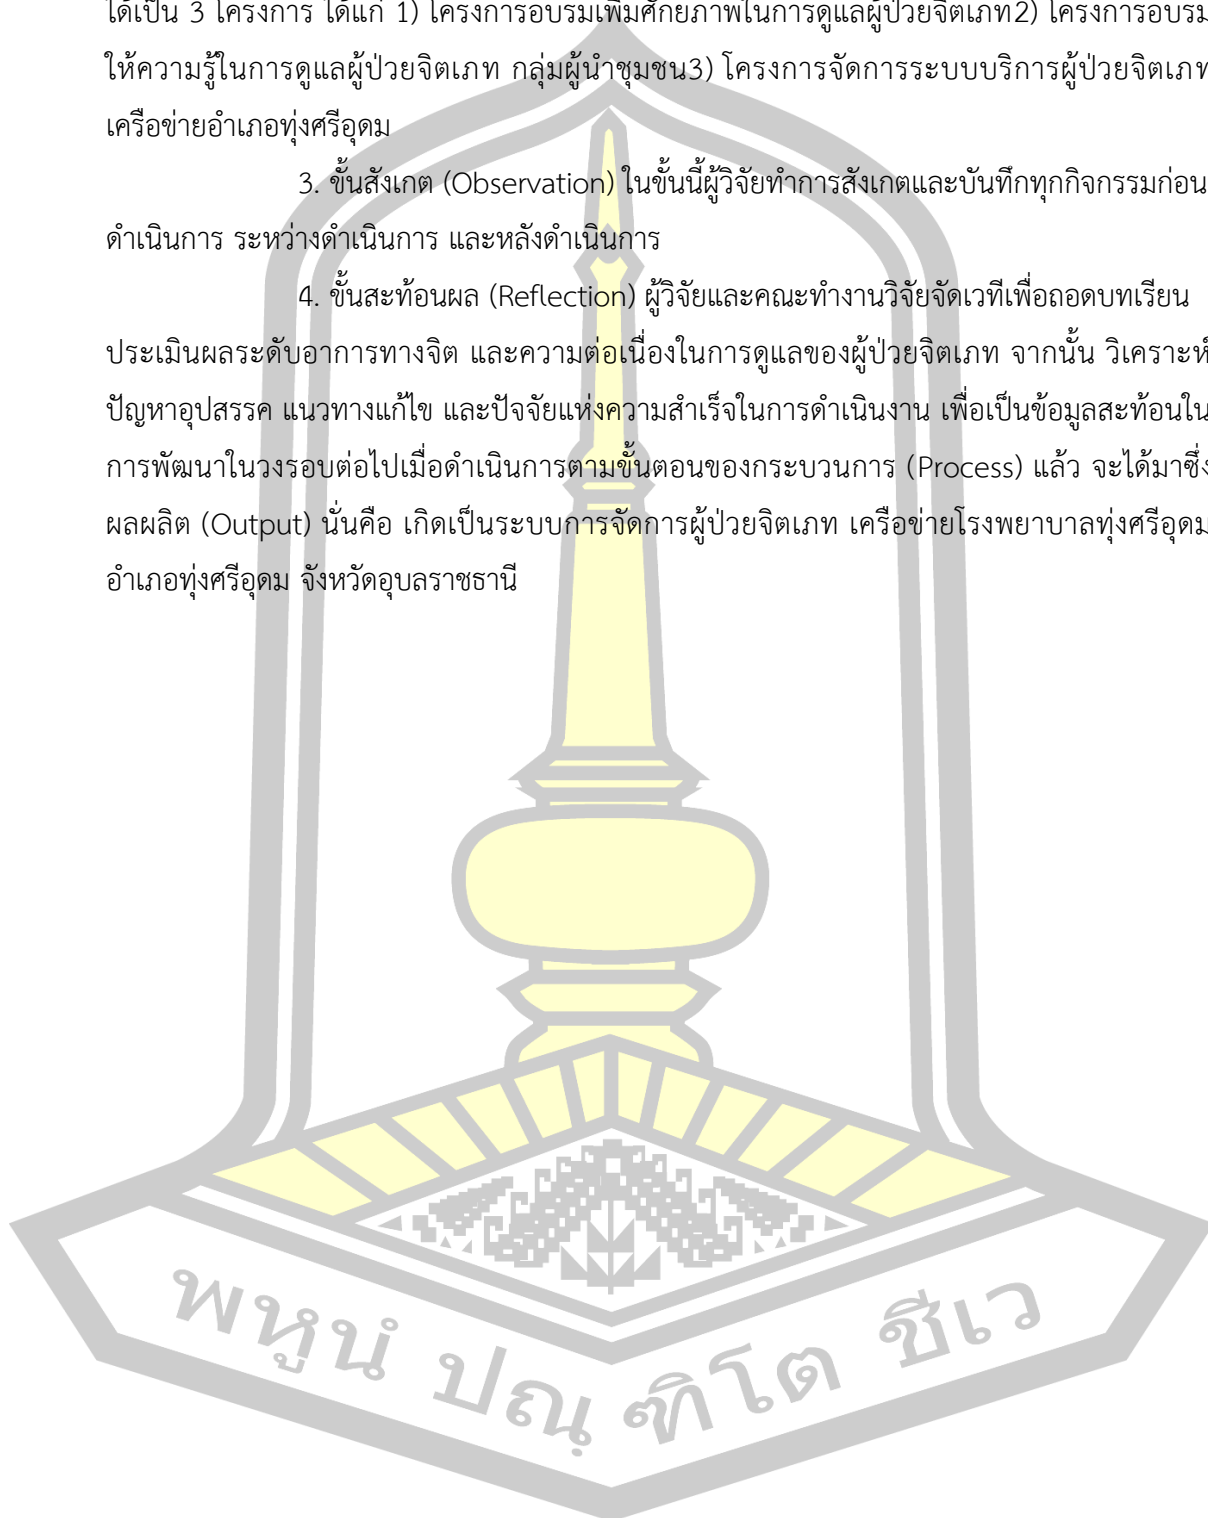 ได้เป็น 3 โครงการ ได้แก่ 1) โครงการอบรมเพิ่มศักยภาพในการดูแลผู้ป่วยจิตเภท2) โครงการอบรม
ให้ความรู้ในการดูแลผู้ป่วยจิตเภท กลุ่มผู้นำชุมชน3) โครงการจัดการระบบบริการผู้ป่วยจิตเภท
เครือข่ายอำเภอทุ่งศรีอุดม
3. ขั้นสังเกต (Observation) ในขั้นนี้ผู้วิจัยทำการสังเกตและบันทึกทุกกิจกรรมก่อน
ดำเนินการ ระหว่างดำเนินการ และหลังดำเนินการ
4. ขั้นสะท้อนผล (Reflection) ผู้วิจัยและคณะทำงานวิจัยจัดเวทีเพื่อถอดบทเรียน
ประเมินผลระดับอาการทางจิต และความต่อเนื่องในการดูแลของผู้ป่วยจิตเภท จากนั้น วิเคราะห์
ปัญหาอุปสรรค แนวทางแก้ไข และปัจจัยแห่งความสำเร็จในการดำเนินงาน เพื่อเป็นข้อมูลสะท้อนใน
การพัฒนาในวงรอบต่อไปเมื่อดำเนินการตามขั้นตอนของกระบวนการ (Process) แล้ว จะได้มาซึ่ง
ผลผลิต (Output) นั่นคือ เกิดเป็นระบบการจัดการผู้ป่วยจิตเภท เครือข่ายโรงพยาบาลทุ่งศรีอุดม
อำเภอทุ่งศรีอุดม จังหวัดอุบลราชธานี
พหูนํ ปณฺฑิโต ชีเว